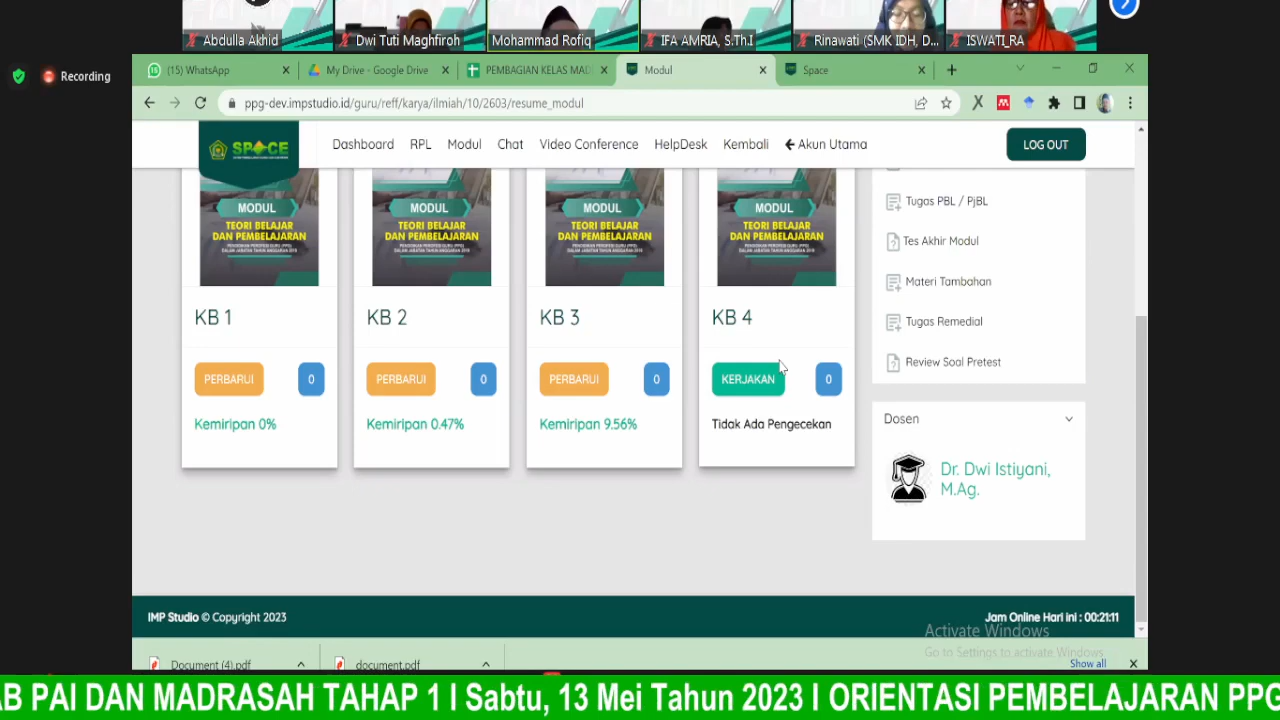 Abdulla Akhid
Dwi Tuti Maghfiroh
Mohammad Rofiq
IFA AMRIA, S.Th.I
Rinawati (SMK IDH, D...
ISWATI_RA
Recording
(15) WhatsApp
My Drive - Google Drive
PEMBAGIAN KELAS MAD
Modul
Space
ppg-dev.impstudio.id/guru/reff/karya/ilmiah/10/2603/resume_modul
SPACE
Dashboard
RPL
Modul
Chat
Video Conference
HelpDesk
Kembali
Akun Utama
LOG OUT
MODUL
TEORI BELAJAR
DAN PEMBELAJARAN
MODUL
TEORI BELAJAR
DAN PEMBELAJARAN
MODUL
TEORI BELAJAR
DAN PEMBELAJARAN
MODUL
TEORI BELAJAR
DAN PEMBELAJARAN
KB 1
KB 2
KB 3
KB 4
PERBARUI 0
PERBARUI 0
PERBARUI 0
KERJAKAN 0
Kemiripan 0%
Kemiripan 0.47%
Kemiripan 9.56%
Tidak Ada Pengecekan
Tugas PBL / PjBL
Tes Akhir Modul
Materi Tambahan
Tugas Remedial
Review Soal Pretest
Dosen
Dr. Dwi Istiyani,
M.Ag.
IMP Studio © Copyright 2023
Jam Online Hari ini : 00:21:11
Activate Windows
Go to Settings to activate Windows.
Document (4).pdf
document.pdf
Show all
AB PAI DAN MADRASAH TAHAP 1 I Sabtu, 13 Mei Tahun 2023 I ORIENTASI PEMBELAJARAN PPG